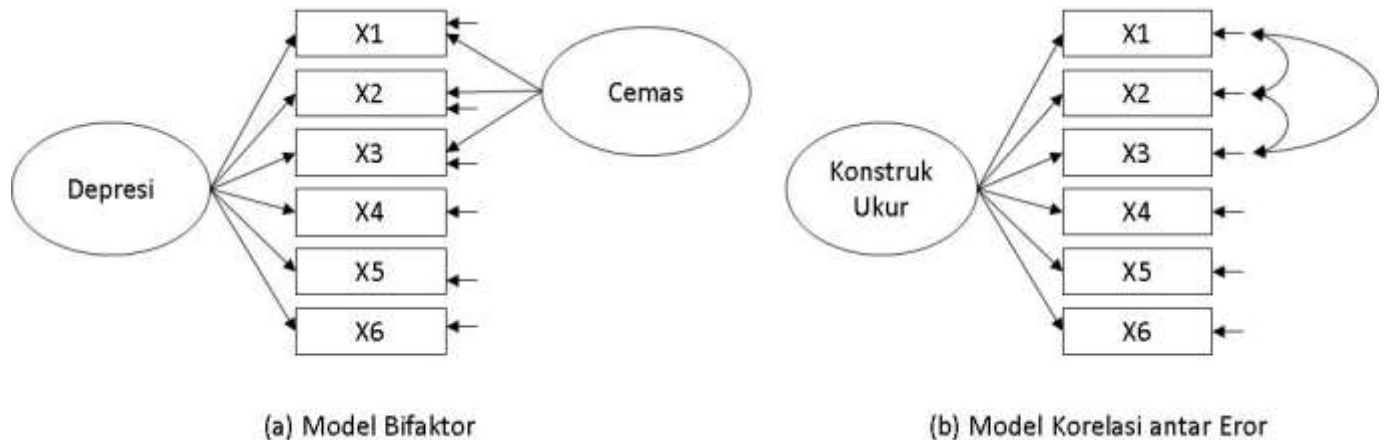 X1
X2
X3
X4
X5
X6
Depresi
Cemas
(a) Model Bifaktor
X1
X2
X3
X4
X5
X6
Konstruk
Ukur
(b) Model Korelasi antar Eror